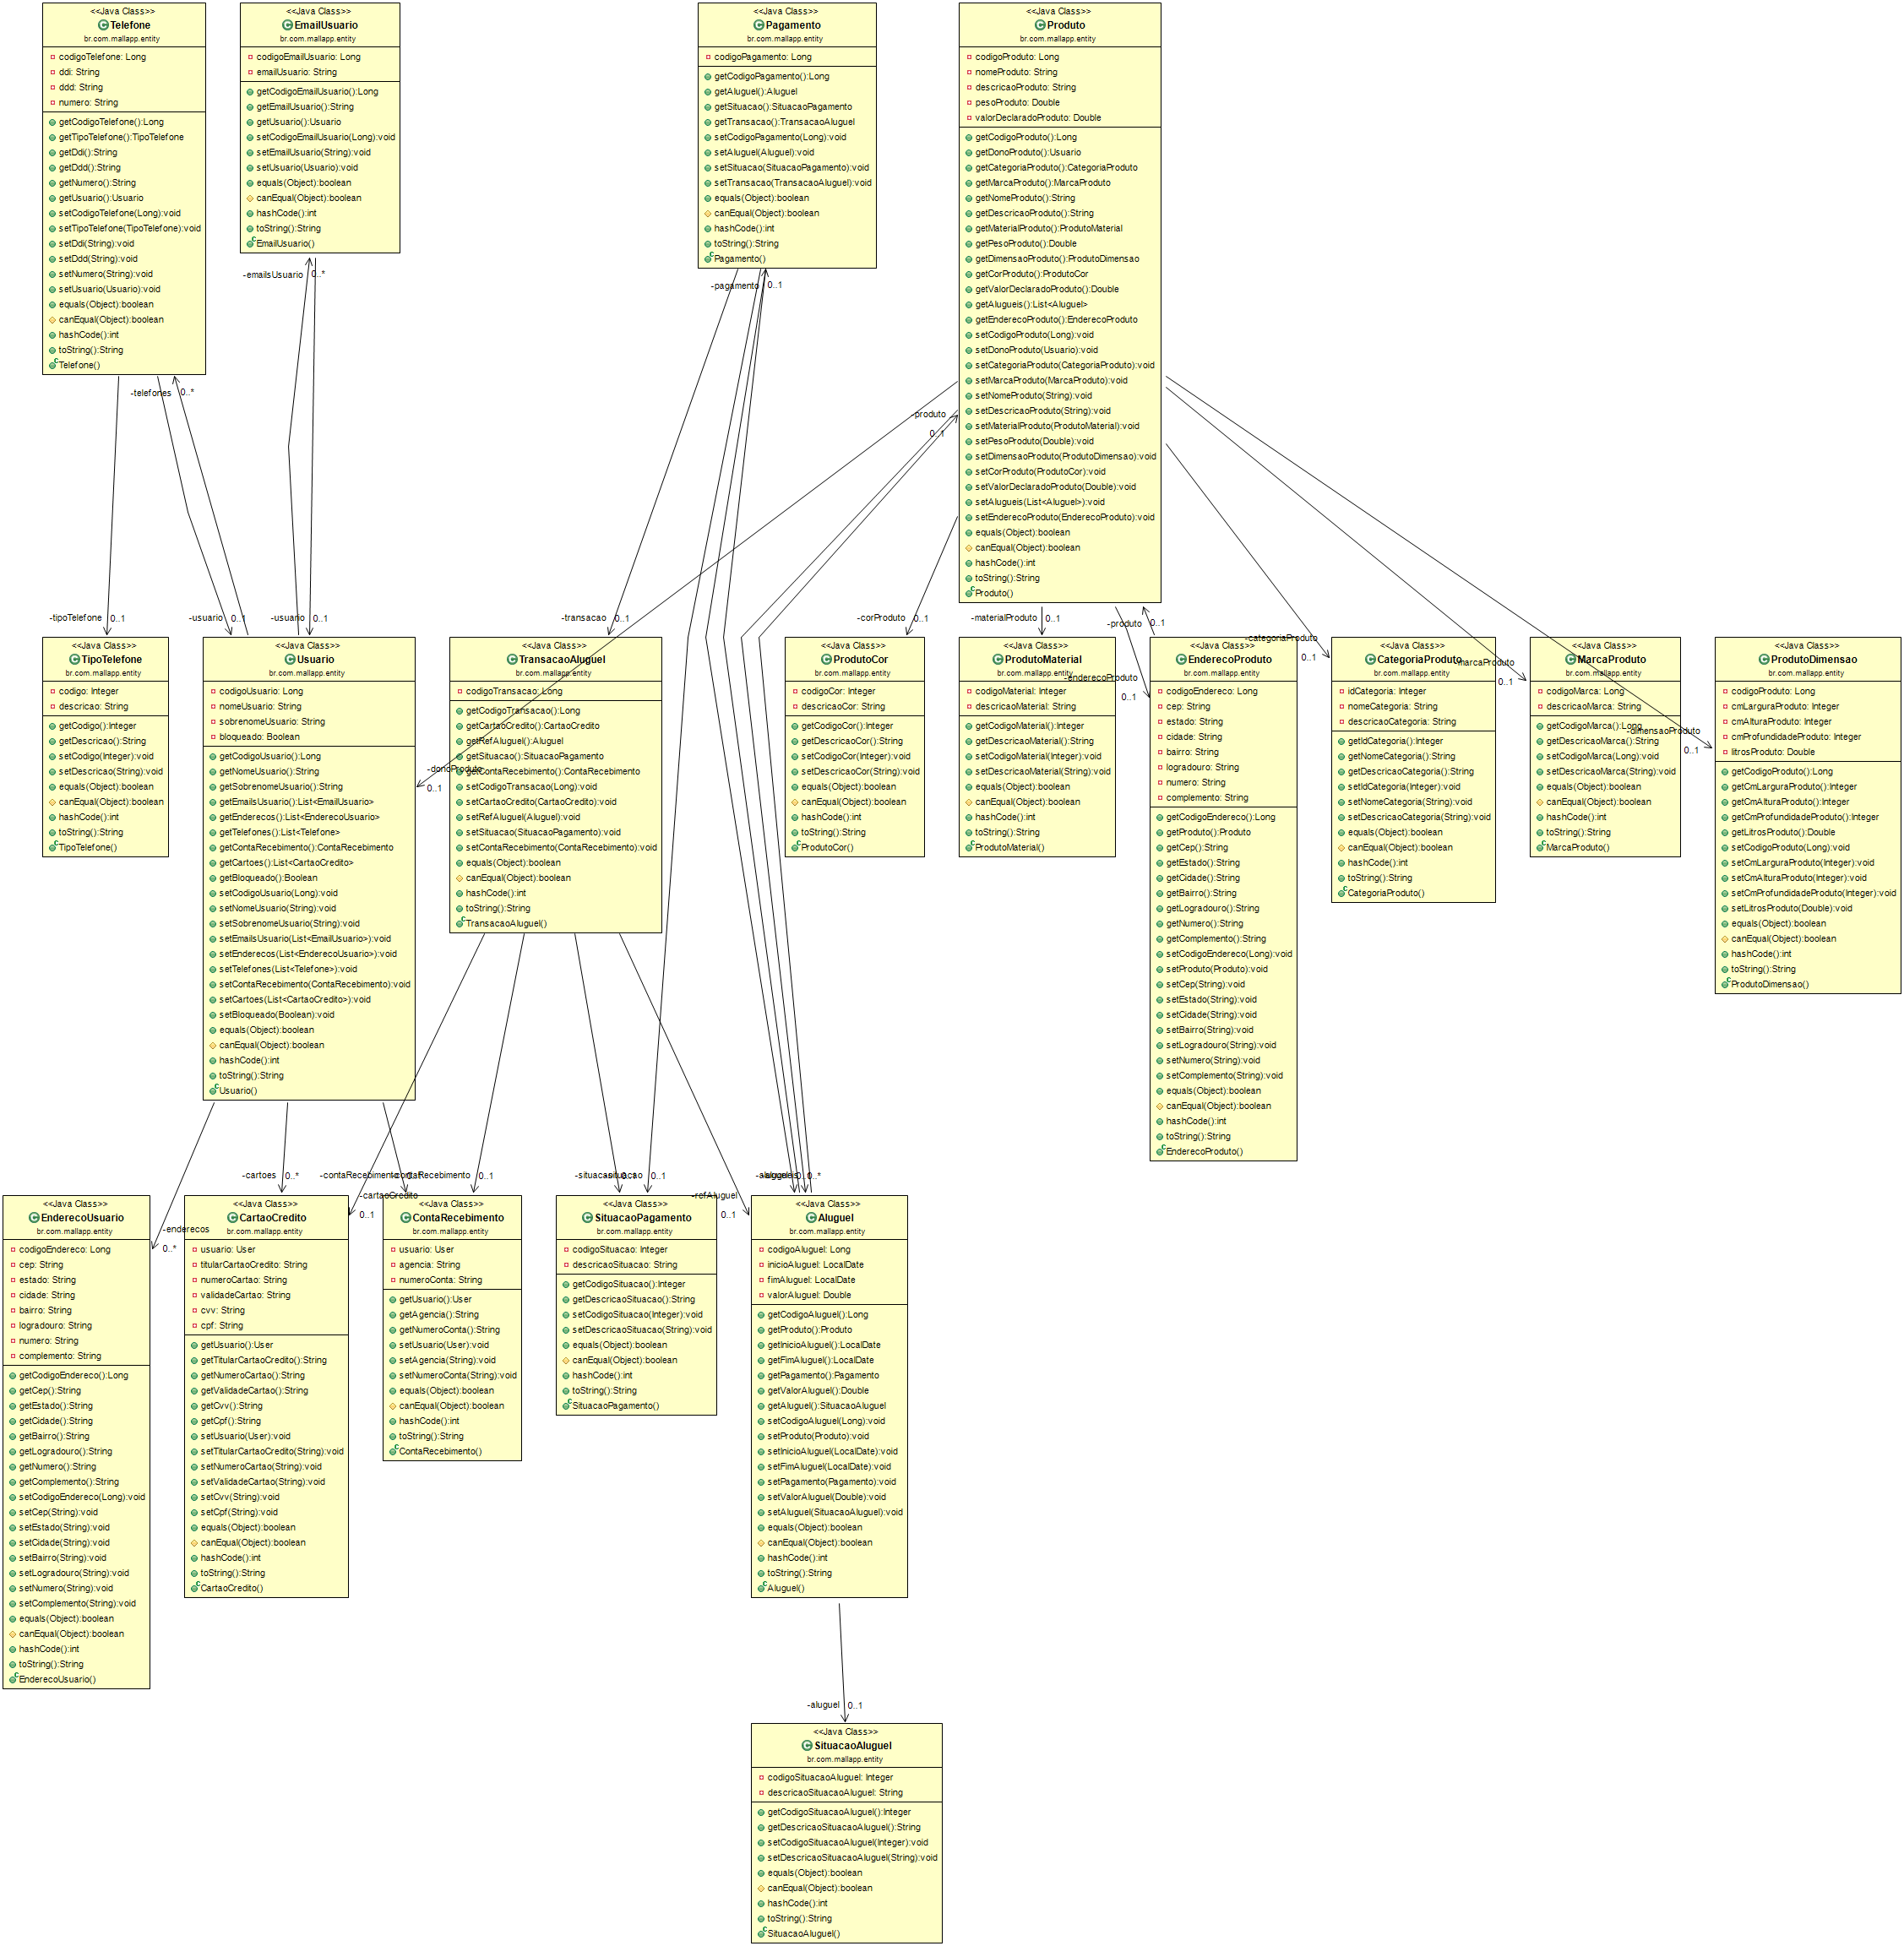 <<Java Class>>
Telefone
br.com.mallapp.entity
codigoTelefone: Long
ddi: String
ddd: String
numero: String
getCodigoTelefone():Long
getTipoTelefone():TipoTelefone
getDdi():String
getDdd():String
getNumero():String
getUsuario():Usuario
setCodigoTelefone(Long):void
setTipoTelefone(TipoTelefone):void
setDdi(String):void
setDdd(String):void
setNumero(String):void
setUsuario(Usuario):void
equals(Object):boolean
canEqual(Object):boolean
hashCode():int
toString():String
Telefone()
<<Java Class>>
EmailUsuario
br.com.mallapp.entity
codigoEmailUsuario: Long
emailUsuario: String
getCodigoEmailUsuario():Long
getEmailUsuario():String
getUsuario():Usuario
setCodigoEmailUsuario(Long):void
setEmailUsuario(String):void
setUsuario(Usuario):void
equals(Object):boolean
canEqual(Object):boolean
hashCode():int
toString():String
EmailUsuario()
<<Java Class>>
Pagamento
br.com.mallapp.entity
codigoPagamento: Long
getCodigoPagamento():Long
getAluguel():Aluguel
getSituacao():SituacaoPagamento
getTransacao():TransacaoAluguel
setCodigoPagamento(Long):void
setAluguel(Aluguel):void
setSituacao(SituacaoPagamento):void
setTransacao(TransacaoAluguel):void
equals(Object):boolean
canEqual(Object):boolean
hashCode():int
toString():String
Pagamento()
<<Java Class>>
Produto
br.com.mallapp.entity
codigoProduto: Long
nomeProduto: String
descricaoProduto: String
pesoProduto: Double
valorDeclaradoProduto: Double
getCodigoProduto():Long
getDonoProduto():Usuario
getCategoriaProduto():CategoriaProduto
getMarcaProduto():MarcaProduto
getNomeProduto():String
getDescricaoProduto():String
getMaterialProduto():ProdutoMaterial
getPesoProduto():Double
getDimensaoProduto():ProdutoDimensao
getCorProduto():ProdutoCor
getValorDeclaradoProduto():Double
getAlugueis():List<Aluguel>
getEnderecoProduto():EnderecoProduto
setCodigoProduto(Long):void
setDonoProduto(Usuario):void
setCategoriaProduto(CategoriaProduto):void
setMarcaProduto(MarcaProduto):void
setNomeProduto(String):void
setDescricaoProduto(String):void
setMaterialProduto(ProdutoMaterial):void
setPesoProduto(Double):void
setDimensaoProduto(ProdutoDimensao):void
setCorProduto(ProdutoCor):void
setValorDeclaradoProduto(Double):void
setAlugueis(List<Aluguel>):void
setEnderecoProduto(EnderecoProduto):void
equals(Object):boolean
canEqual(Object):boolean
hashCode():int
toString():String
Produto()
-emailsUsuario 0..*
-pagamento 0..1
-telefones 0..*
-produto
0..1
-tipoTelefone 0..1
-usuario 0..1
-usuario 0..1
-transacao 0..1
-corProduto 0..1
-materialProduto 0..1
-produto 0..1
-enderecoProduto
0..1
-categoriaProduto
0..1
-marcaProduto
0..1
-dimensaoProduto
0..1
-donoProduto
0..1
<<Java Class>>
TipoTelefone
br.com.mallapp.entity
codigo: Integer
descricao: String
getCodigo():Integer
getDescricao():String
setCodigo(Integer):void
setDescricao(String):void
equals(Object):boolean
canEqual(Object):boolean
hashCode():int
toString():String
TipoTelefone()
<<Java Class>>
Usuario
br.com.mallapp.entity
codigoUsuario: Long
nomeUsuario: String
sobrenomeUsuario: String
bloqueado: Boolean
getCodigoUsuario():Long
getNomeUsuario():String
getSobrenomeUsuario():String
getEmailsUsuario():List<EmailUsuario>
getEnderecos():List<EnderecoUsuario>
getTelefones():List<Telefone>
getContaRecebimento():ContaRecebimento
getCartoes():List<CartaoCredito>
getBloqueado():Boolean
setCodigoUsuario(Long):void
setNomeUsuario(String):void
setSobrenomeUsuario(String):void
setEmailsUsuario(List<EmailUsuario>):void
setEnderecos(List<EnderecoUsuario>):void
setTelefones(List<Telefone>):void
setContaRecebimento(ContaRecebimento):void
setCartoes(List<CartaoCredito>):void
setBloqueado(Boolean):void
equals(Object):boolean
canEqual(Object):boolean
hashCode():int
toString():String
Usuario()
<<Java Class>>
TransacaoAluguel
br.com.mallapp.entity
codigoTransacao: Long
getCodigoTransacao():Long
getCartaoCredito():CartaoCredito
getRefAluguel():Aluguel
getSituacao():SituacaoPagamento
getContaRecebimento():ContaRecebimento
setCodigoTransacao(Long):void
setCartaoCredito(CartaoCredito):void
setRefAluguel(Aluguel):void
setSituacao(SituacaoPagamento):void
setContaRecebimento(ContaRecebimento):void
equals(Object):boolean
canEqual(Object):boolean
hashCode():int
toString():String
TransacaoAluguel()
<<Java Class>>
ProdutoCor
br.com.mallapp.entity
codigoCor: Integer
descricaoCor: String
getCodigoCor():Integer
getDescricaoCor():String
setCodigoCor(Integer):void
setDescricaoCor(String):void
equals(Object):boolean
canEqual(Object):boolean
hashCode():int
toString():String
ProdutoCor()
<<Java Class>>
ProdutoMaterial
br.com.mallapp.entity
codigoMaterial: Integer
descricaoMaterial: String
getCodigoMaterial():Integer
getDescricaoMaterial():String
setCodigoMaterial(Integer):void
setDescricaoMaterial(String):void
equals(Object):boolean
canEqual(Object):boolean
hashCode():int
toString():String
ProdutoMaterial()
<<Java Class>>
EnderecoProduto
br.com.mallapp.entity
codigoEndereco: Long
cep: String
estado: String
cidade: String
bairro: String
logradouro: String
numero: String
complemento: String
getCodigoEndereco():Long
getProduto():Produto
getCep():String
getEstado():String
getCidade():String
getBairro():String
getLogradouro():String
getNumero():String
getComplemento():String
setCodigoEndereco(Long):void
setProduto(Produto):void
setCep(String):void
setEstado(String):void
setCidade(String):void
setBairro(String):void
setLogradouro(String):void
setNumero(String):void
setComplemento(String):void
equals(Object):boolean
canEqual(Object):boolean
hashCode():int
toString():String
EnderecoProduto()
<<Java Class>>
CategoriaProduto
br.com.mallapp.entity
idCategoria: Integer
nomeCategoria: String
descricaoCategoria: String
getIdCategoria():Integer
getNomeCategoria():String
getDescricaoCategoria():String
setIdCategoria(Integer):void
setNomeCategoria(String):void
setDescricaoCategoria(String):void
equals(Object):boolean
canEqual(Object):boolean
hashCode():int
toString():String
CategoriaProduto()
<<Java Class>>
MarcaProduto
br.com.mallapp.entity
codigoMarca: Long
descricaoMarca: String
getCodigoMarca():Long
getDescricaoMarca():String
setCodigoMarca(Long):void
setDescricaoMarca(String):void
equals(Object):boolean
canEqual(Object):boolean
hashCode():int
toString():String
MarcaProduto()
<<Java Class>>
ProdutoDimensao
br.com.mallapp.entity
codigoProduto: Long
cmLarguraProduto: Integer
cmAlturaProduto: Integer
cmProfundidadeProduto: Integer
litrosProduto: Double
getCodigoProduto():Long
getCmLarguraProduto():Integer
getCmAlturaProduto():Integer
getCmProfundidadeProduto():Integer
getLitrosProduto():Double
setCodigoProduto(Long):void
setCmLarguraProduto(Integer):void
setCmAlturaProduto(Integer):void
setCmProfundidadeProduto(Integer):void
setLitrosProduto(Double):void
equals(Object):boolean
canEqual(Object):boolean
hashCode():int
toString():String
ProdutoDimensao()
-enderecos
0..*
-cartoes 0..*
-contaRecebimento 0..1
-contaRecebimento 0..1
-cartaoCredito
0..1
-situacao 0..1
-situacao 0..1
-refAluguel
0..1
-alugueis 0..*
<<Java Class>>
EnderecoUsuario
br.com.mallapp.entity
codigoEndereco: Long
cep: String
estado: String
cidade: String
bairro: String
logradouro: String
numero: String
complemento: String
getCodigoEndereco():Long
getCep():String
getEstado():String
getCidade():String
getBairro():String
getLogradouro():String
getNumero():String
getComplemento():String
setCodigoEndereco(Long):void
setCep(String):void
setEstado(String):void
setCidade(String):void
setBairro(String):void
setLogradouro(String):void
setNumero(String):void
setComplemento(String):void
equals(Object):boolean
canEqual(Object):boolean
hashCode():int
toString():String
EnderecoUsuario()
<<Java Class>>
CartaoCredito
br.com.mallapp.entity
usuario: User
titularCartaoCredito: String
numeroCartao: String
validadeCartao: String
cvv: String
cpf: String
getUsuario():User
getTitularCartaoCredito():String
getNumeroCartao():String
getValidadeCartao():String
getCvv():String
getCpf():String
setUsuario(User):void
setTitularCartaoCredito(String):void
setNumeroCartao(String):void
setValidadeCartao(String):void
setCvv(String):void
setCpf(String):void
equals(Object):boolean
canEqual(Object):boolean
hashCode():int
toString():String
CartaoCredito()
<<Java Class>>
ContaRecebimento
br.com.mallapp.entity
usuario: User
agencia: String
numeroConta: String
getUsuario():User
getAgencia():String
getNumeroConta():String
setUsuario(User):void
setAgencia(String):void
setNumeroConta(String):void
equals(Object):boolean
canEqual(Object):boolean
hashCode():int
toString():String
ContaRecebimento()
<<Java Class>>
SituacaoPagamento
br.com.mallapp.entity
codigoSituacao: Integer
descricaoSituacao: String
getCodigoSituacao():Integer
getDescricaoSituacao():String
setCodigoSituacao(Integer):void
setDescricaoSituacao(String):void
equals(Object):boolean
canEqual(Object):boolean
hashCode():int
toString():String
SituacaoPagamento()
<<Java Class>>
Aluguel
br.com.mallapp.entity
codigoAluguel: Long
inicioAluguel: LocalDate
fimAluguel: LocalDate
valorAluguel: Double
getCodigoAluguel():Long
getProduto():Produto
getInicioAluguel():LocalDate
getFimAluguel():LocalDate
getPagamento():Pagamento
getValorAluguel():Double
getAluguel():SituacaoAluguel
setCodigoAluguel(Long):void
setProduto(Produto):void
setInicioAluguel(LocalDate):void
setFimAluguel(LocalDate):void
setPagamento(Pagamento):void
setValorAluguel(Double):void
setAluguel(SituacaoAluguel):void
equals(Object):boolean
canEqual(Object):boolean
hashCode():int
toString():String
Aluguel()
-aluguel 0..1
<<Java Class>>
SituacaoAluguel
br.com.mallapp.entity
codigoSituacaoAluguel: Integer
descricaoSituacaoAluguel: String
getCodigoSituacaoAluguel():Integer
getDescricaoSituacaoAluguel():String
setCodigoSituacaoAluguel(Integer):void
setDescricaoSituacaoAluguel(String):void
equals(Object):boolean
canEqual(Object):boolean
hashCode():int
toString():String
SituacaoAluguel()